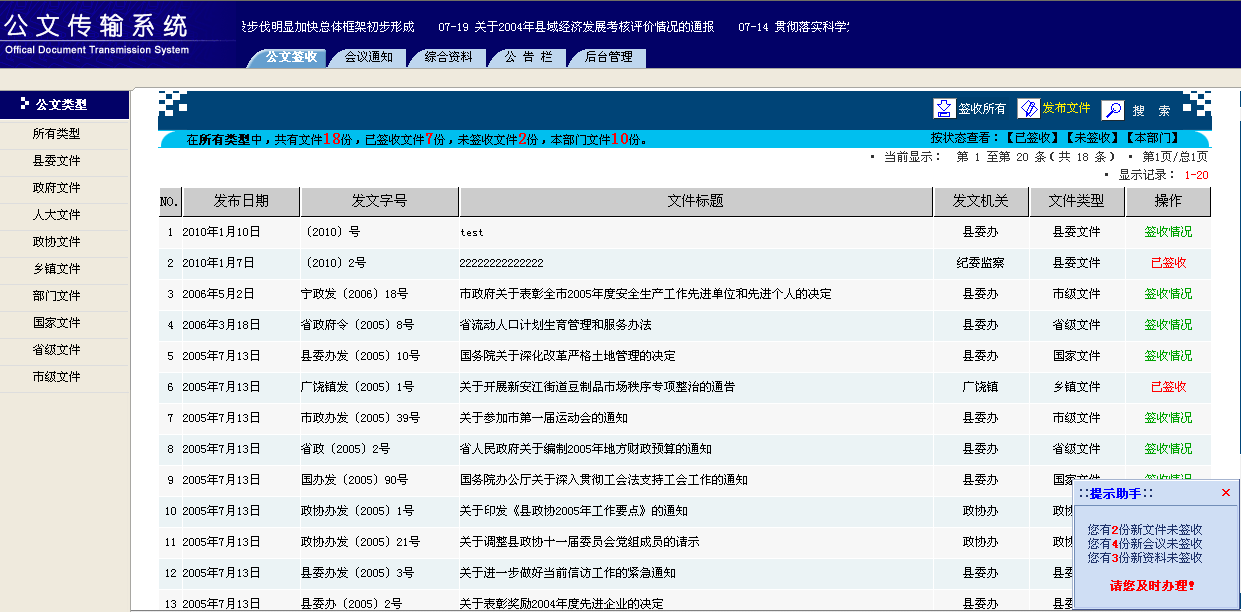 公文传输系统
Offical Document Transmission System
步伐明显加快总体框架初步形成 07-19 关于2004年县域经济发展考核评价情况的通报 07-14 贯彻落实科学
公文签收 会议通知 综合资料 公 告 栏 后台管理
公文类型
所有类型
县委文件
政府文件
人大文件
政协文件
乡镇文件
部门文件
国家文件
省级文件
市级文件
签收所有 发布文件 搜 索
在所有类型中，共有文件18份，已签收文件7份，未签收文件2份，本部门文件10份。 按状态查看：【已签收】【未签收】【本部门】
• 当前显示： 第 1 至第 20 条（共 18 条） • 第1页/总1页
• 显示记录： 1-20
NO. 发布日期 发文字号 文件标题 发文机关 文件类型 操作
1 2010年1月10日 （2010）号 test 县委办 县委文件 签收情况
2 2010年1月7日 （2010）2号 22222222222222 纪委监察 县委文件 已签收
3 2006年5月2日 宁政发（2006）18号 市政府关于表彰全市2005年度安全生产工作先进单位和先进个人的决定 县委办 市级文件 签收情况
4 2006年3月18日 省政府令（2005）8号 省流动人口计划生育管理和服务办法 县委办 省级文件 签收情况
5 2005年7月13日 县委办发（2005）10号 国务院关于深化改革严格土地管理的决定 县委办 国家文件 签收情况
6 2005年7月13日 广饶镇发（2005）1号 关于开展新安江街道豆制品市场秩序专项整治的通告 广饶镇 乡镇文件 已签收
7 2005年7月13日 市政办发（2005）39号 关于参加市第一届运动会的通知 县委办 市级文件 签收情况
8 2005年7月13日 省政（2005）2号 省人民政府关于编制2005年地方财政预算的通知 县委办 省级文件 签收情况
9 2005年7月13日 国办发（2005）90号 国务院办公厅关于深入贯彻工会法支持工会工作的通知 县委办 国家文件 签收情况
10 2005年7月13日 政协办发（2005）1号 关于印发《县政协2005年工作要点》的通知 政协办 政协
11 2005年7月13日 政协办发（2005）21号 关于调整县政协十一届委员会党组成员的请示 政协办 政协
12 2005年7月13日 县委办发（2005）3号 关于进一步做好当前信访工作的紧急通知 县委办 县委
13 2005年7月13日 县委办（2005）2号 关于表彰奖励2004年度先进企业的决定 县委办 县委
::提示助手:: ×
您有2份新文件未签收
您有4份新会议未签收
您有3份新资料未签收
请您及时办理!